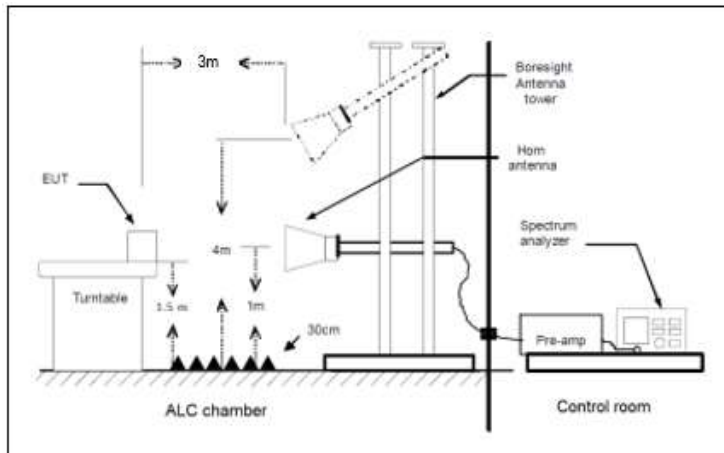 3m
Boresight
Antenna
tower
Horn
antenna
EUT
Spectrum
analyzer
4m
Turntable
1.5 m
1m
30cm
Pre-amp
ALC chamber
Control room